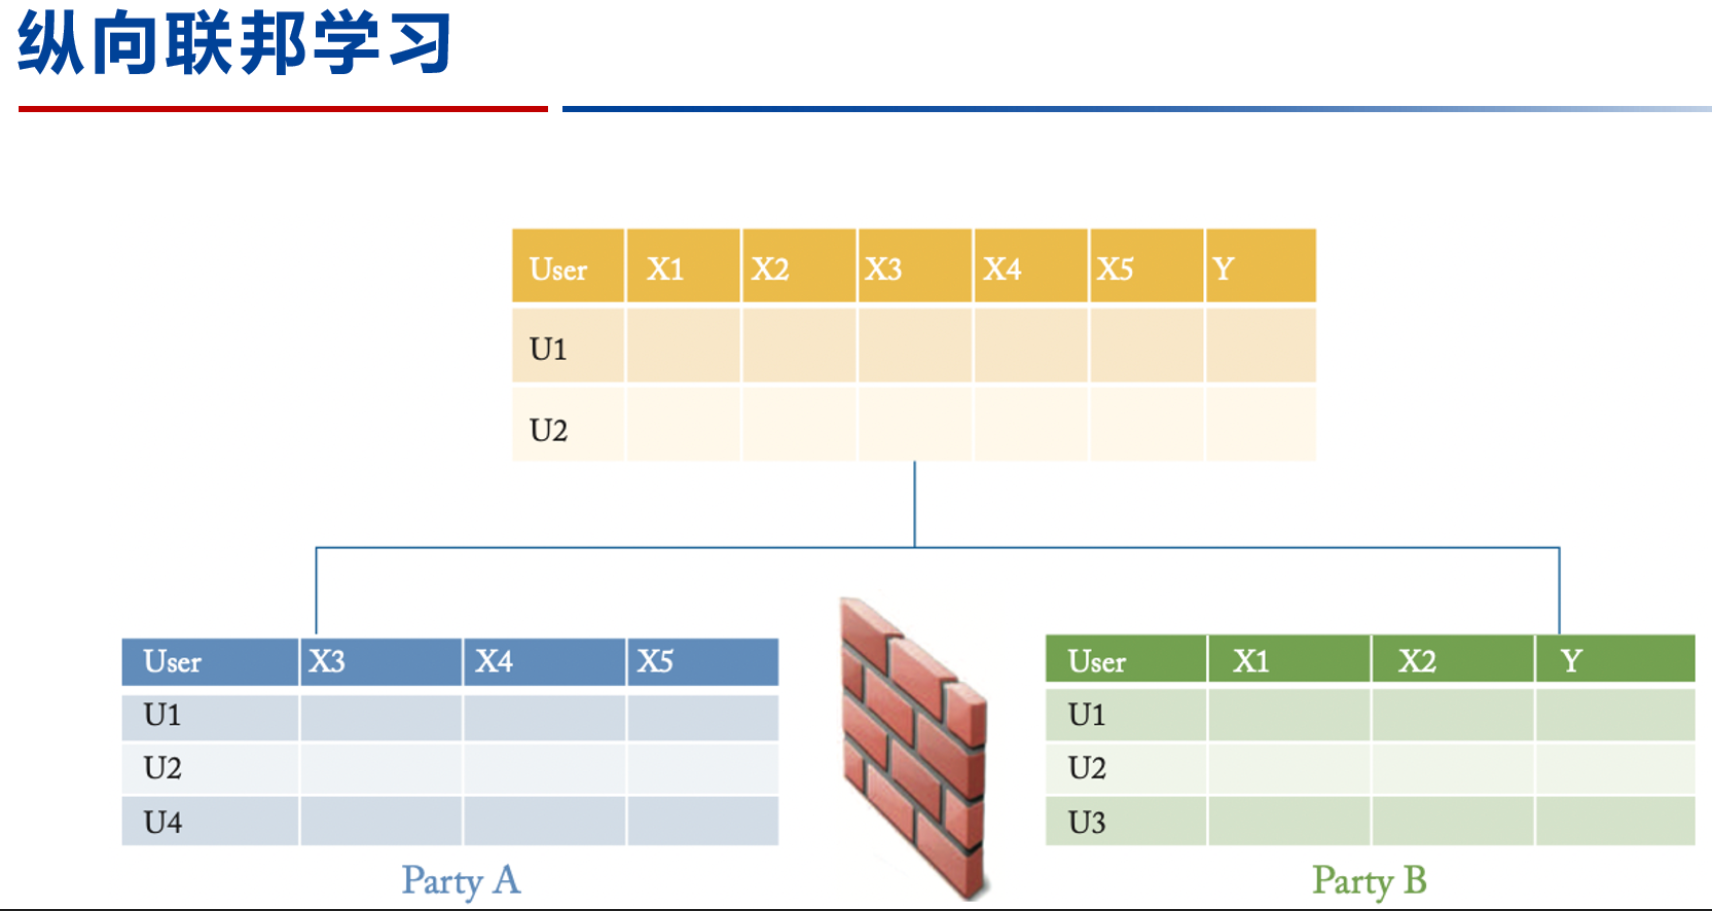 纵向联邦学习
User X1 X2 X3 X4 X5 Y
U1
U2
User X3 X4 X5
U1
U2
U4
Party A
User X1 X2 Y
U1
U2
U3
Party B